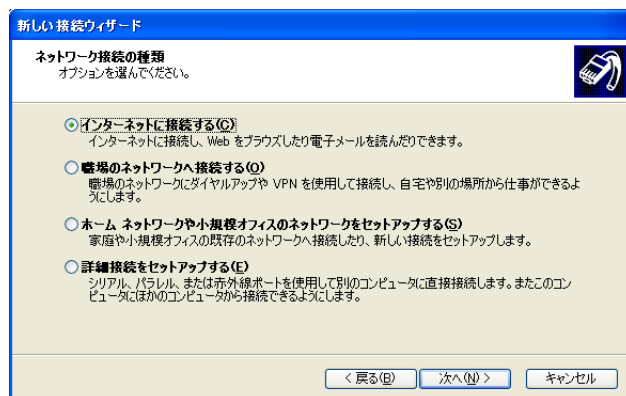 新しい接続ウィザード
ネットワーク接続の種類
オプションを選んでください。
インターネットに接続する(C)
インターネットに接続し、Web をブラウズしたり電子メールを読んだりできます。
職場のネットワークへ接続する(O)
職場のネットワークにダイヤルアップや VPN を使用して接続し、自宅や別の場所から仕事ができるよ
うにします。
ホーム ネットワークや小規模オフィスのネットワークをセットアップする(S)
家庭や小規模オフィスの既存のネットワークへ接続したり、新しい接続をセットアップします。
詳細接続をセットアップする(E)
シリアル、パラレル、または赤外線ポートを使用して別のコンピュータに直接接続します。またこのコン
ピュータにほかのコンピュータから接続できるようにします。
< 戻る(B) 次へ(N) > キャンセル